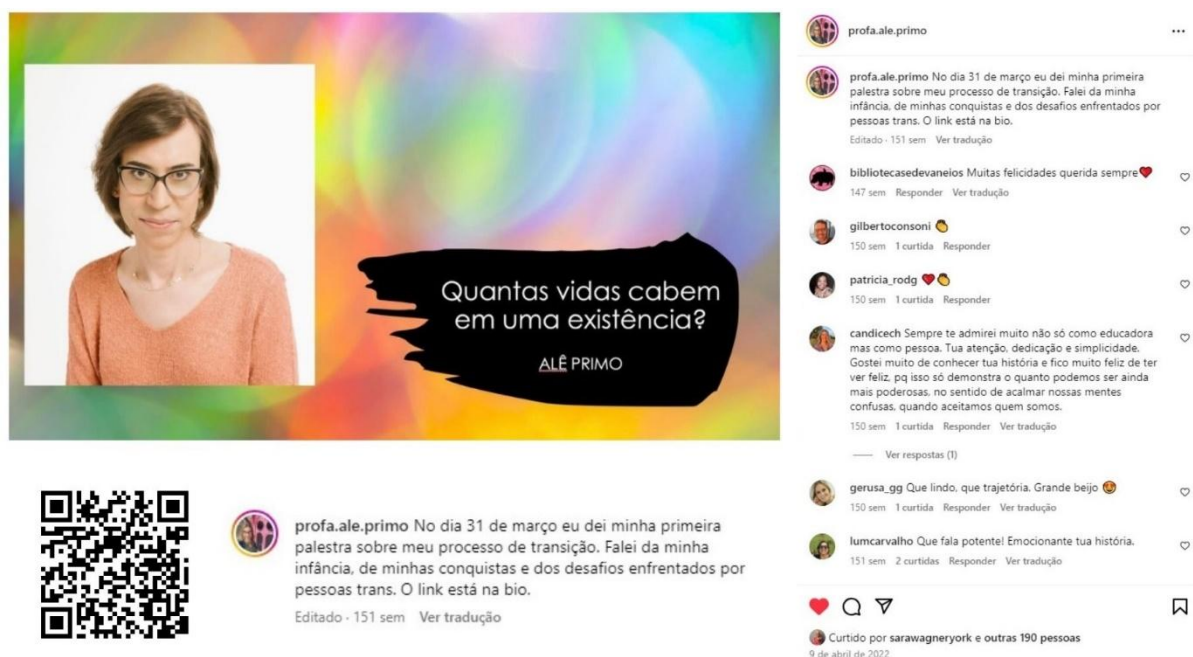 Quantas vidas cabem
em uma existência?
ALÊ PRIMO
profa.ale.primo No dia 31 de março eu dei minha primeira
palestra sobre meu processo de transição. Falei da minha
infância, de minhas conquistas e dos desafios enfrentados por
pessoas trans. O link está na bio.
Editado · 151 sem Ver tradução
profa.ale.primo
profa.ale.primo No dia 31 de março eu dei minha primeira
palestra sobre meu processo de transição. Falei da minha
infância, de minhas conquistas e dos desafios enfrentados por
pessoas trans. O link está na bio.
Editado · 151 sem Ver tradução
bibliotecasedevaneios Muitas felicidades querida sempre❤️
147 sem Responder Ver tradução
gilbertoconsoni 👏
150 sem 1 curtida Responder
patricia_rodg ❤️👏
150 sem 1 curtida Responder
candicech Sempre te admirei muito não só como educadora
mas como pessoa. Tua atenção, dedicação e simplicidade.
Gostei muito de conhecer tua história e fico muito feliz de ter
ver feliz, pq isso só demonstra o quanto podemos ser ainda
mais poderosas, no sentido de acalmar nossas mentes
confusas, quando aceitamos quem somos.
150 sem 1 curtida Responder Ver tradução
Ver respostas (1)
gerusa_gg Que lindo, que trajetória. Grande beijo 😍
150 sem 1 curtida Responder Ver tradução
lumcarvalho Que fala potente! Emocionante tua história.
151 sem 2 curtidas Responder Ver tradução
Curtido por sarawagneryork e outras 190 pessoas
9 de abril de 2022